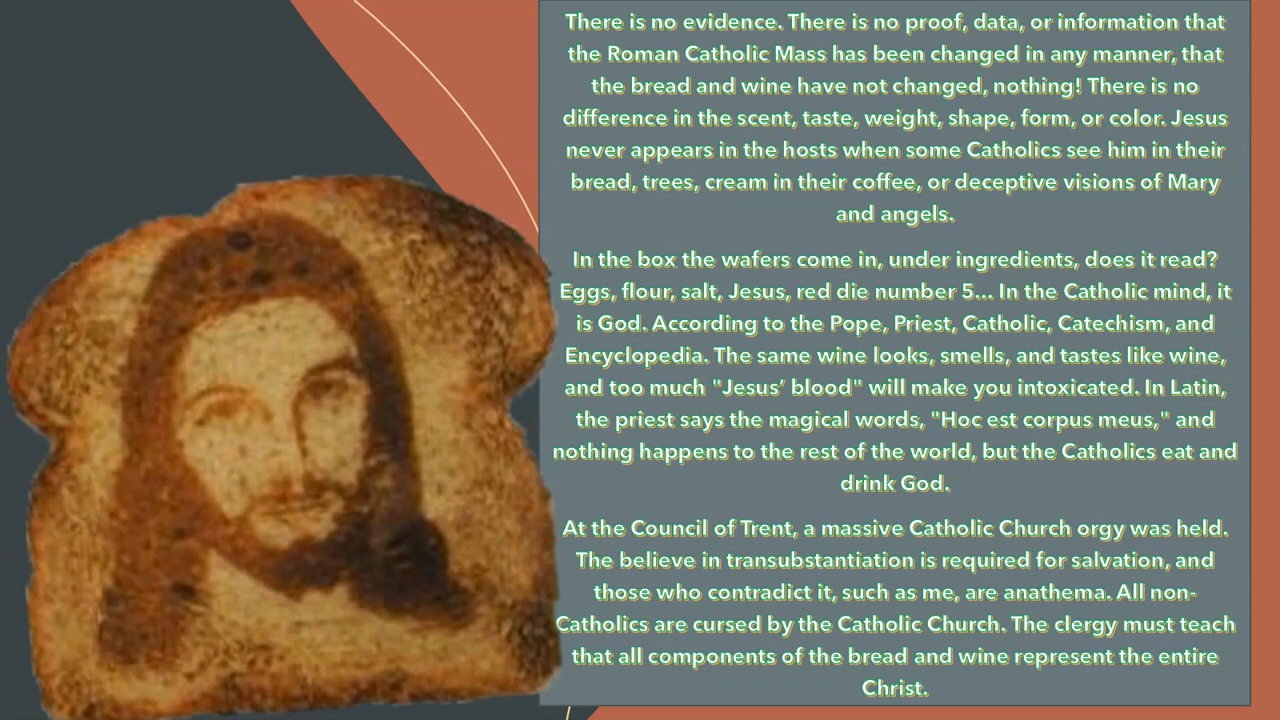 There is no evidence. There is no proof, data, or information that
the Roman Catholic Mass has been changed in any manner, that
the bread and wine have not changed, nothing! There is no
difference in the scent, taste, weight, shape, form, or color. Jesus
never appears in the hosts when some Catholics see him in their
bread, trees, cream in their coffee, or deceptive visions of Mary
and angels.
In the box the wafers come in, under ingredients, does it read?
Eggs, flour, salt, Jesus, red die number 5... In the Catholic mind, it
is God. According to the Pope, Priest, Catholic, Catechism, and
Encyclopedia. The same wine looks, smells, and tastes like wine,
and too much "Jesus’ blood" will make you intoxicated. In Latin,
the priest says the magical words, "Hoc est corpus meus," and
nothing happens to the rest of the world, but the Catholics eat and
drink God.
At the Council of Trent, a massive Catholic Church orgy was held.
The believe in transubstantiation is required for salvation, and
those who contradict it, such as me, are anathema. All non-
Catholics are cursed by the Catholic Church. The clergy must teach
that all components of the bread and wine represent the entire
Christ.